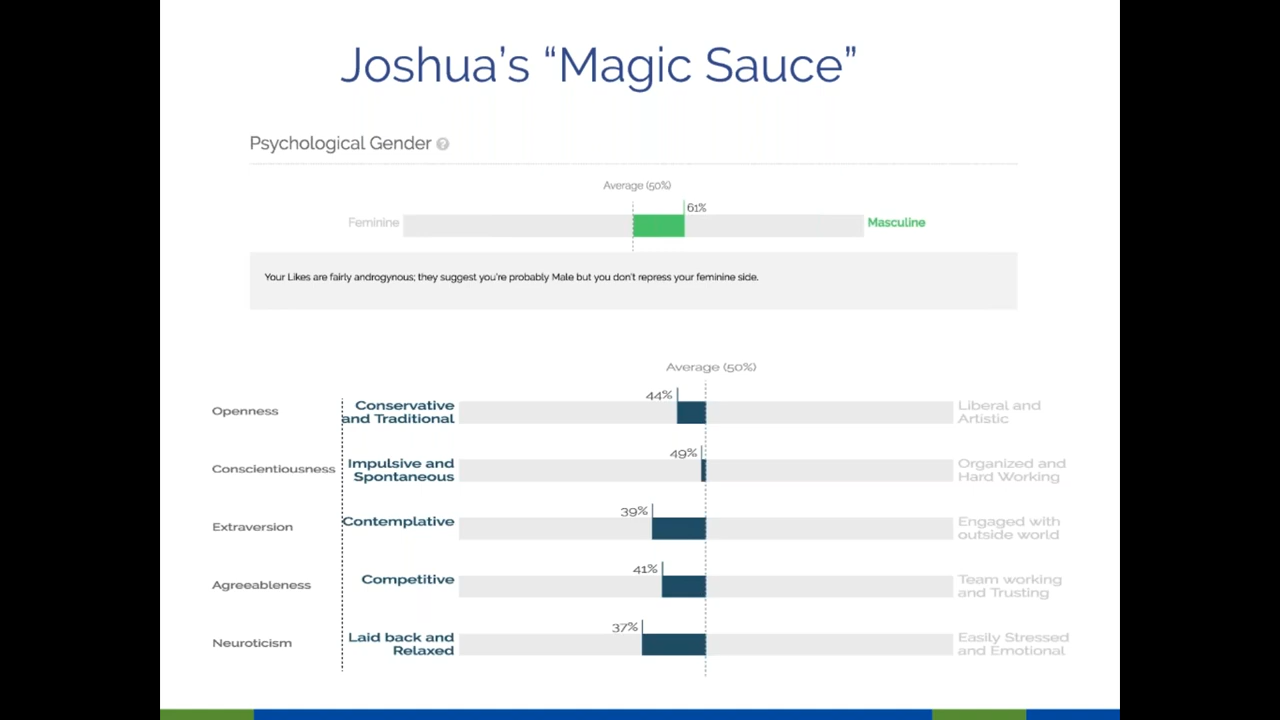 Joshua's “Magic Sauce”
Psychological Gender ?
Average (50%)
61%
Feminine
Masculine
Your Likes are fairly androgynous; they suggest you're probably Male but you don't repress your feminine side.
Average (50%)
44%
Openness
Conservative
and Traditional
Liberal and
Artistic
49%
Conscientiousness
Impulsive and
Spontaneous
Organized and
Hard Working
39%
Extraversion
Contemplative
Engaged with
outside world
41%
Agreeableness
Competitive
Team working
and Trusting
37%
Neuroticism
Laid back and
Relaxed
Easily Stressed
and Emotional